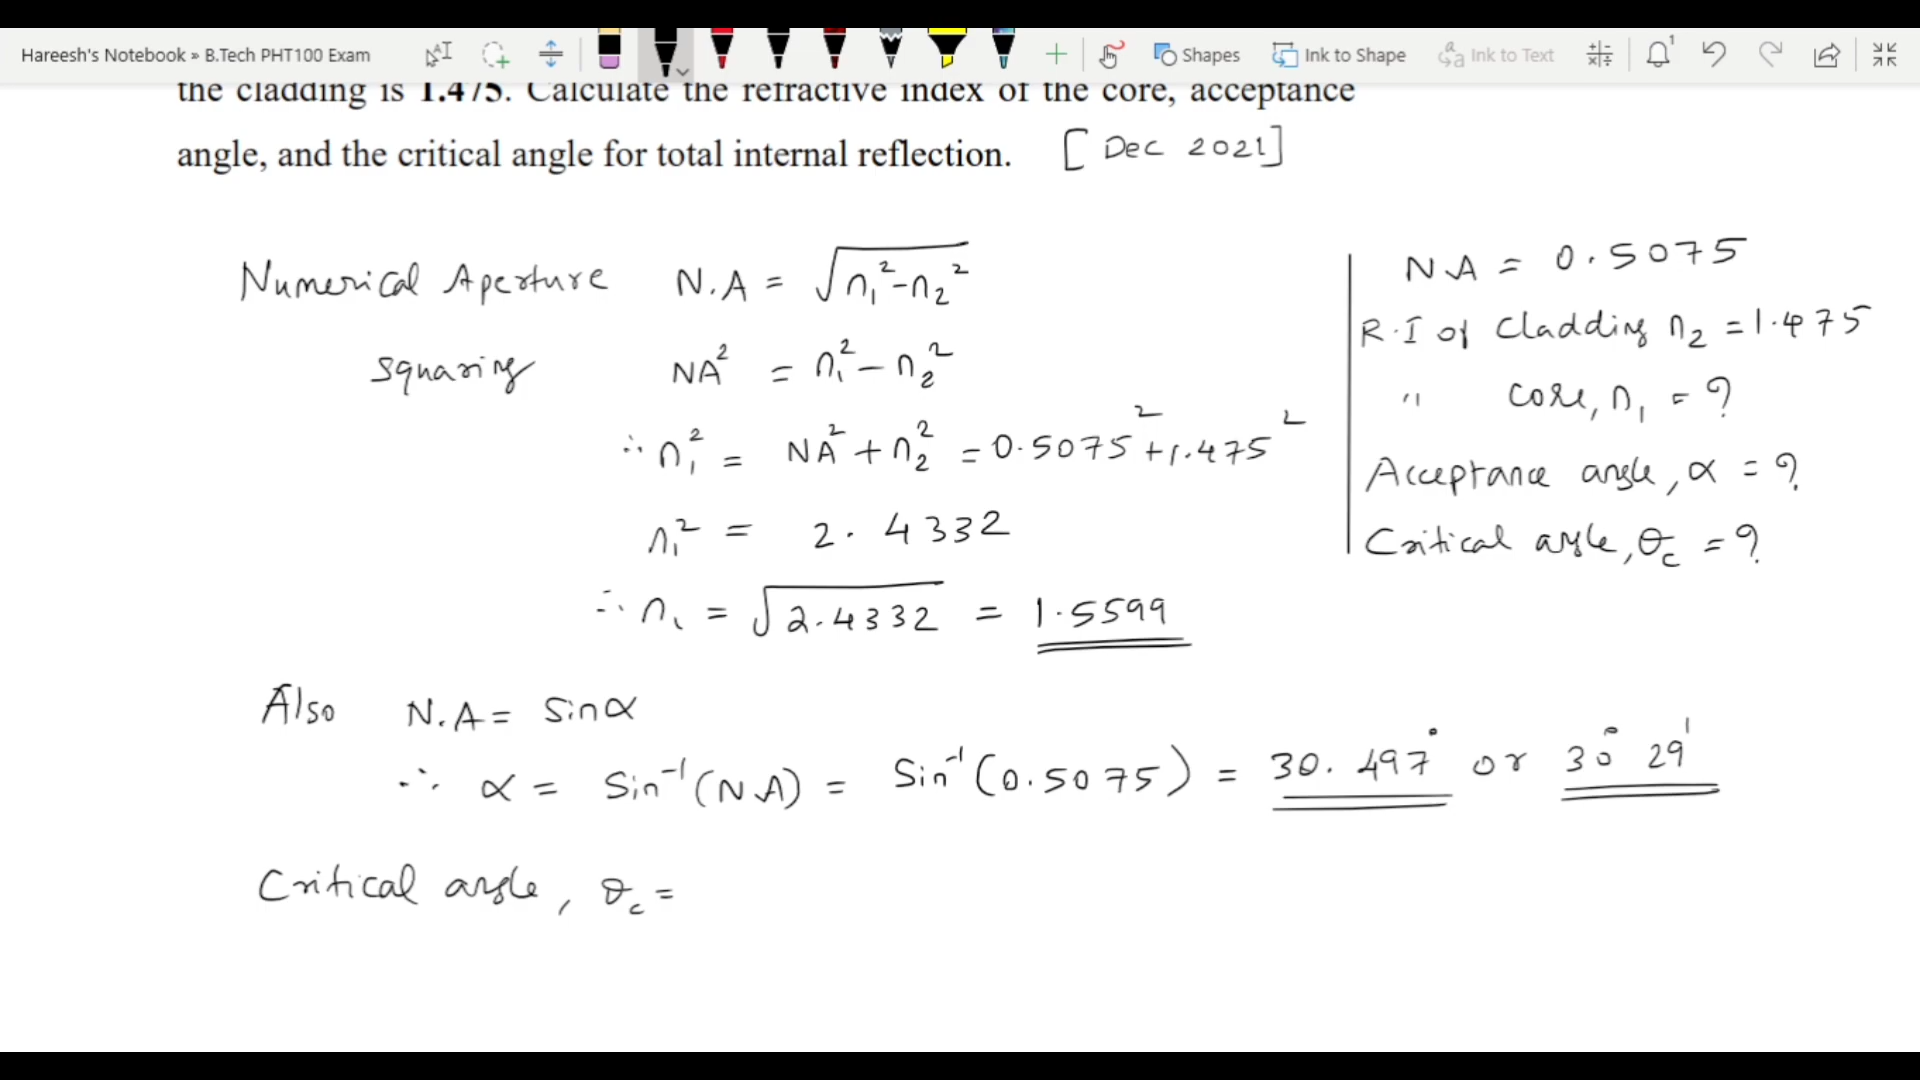 Hareesh's Notebook » B.Tech PHT100 Exam
Shapes
Ink to Shape
Ink to Text
1
the cladding is 1.475. Calculate the refractive index of the core, acceptance
angle, and the critical angle for total internal reflection. [Dec 2021]
Numerical Aperture N.A = √(n₁²-n₂²)
Squaring NA² = n₁² - n₂²
∴ n₁² = NA² + n₂² = 0.5075² + 1.475²
n₁² = 2.4332
∴ n₁ = √2.4332 = 1.5599
NA = 0.5075
R.I of Cladding n₂ = 1.475
" Core, n₁ = ?
Acceptance angle, α = ?
Critical angle, θc = ?
Also N.A = Sinα
∴ α = Sin⁻¹(NA) = Sin⁻¹(0.5075) = 30.497° or 30° 29'
Critical angle, θc =